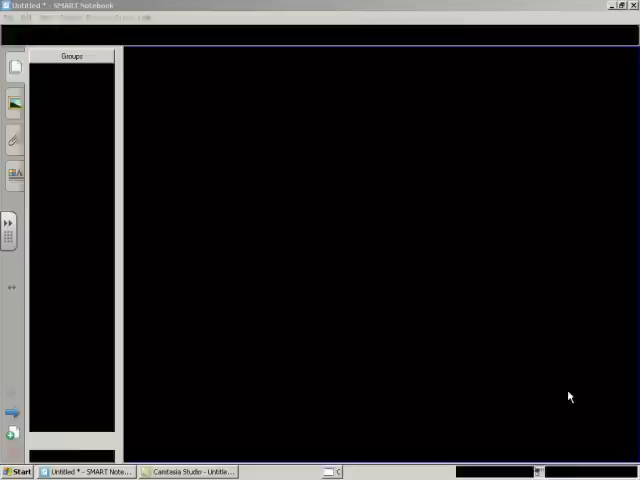 Untitled * - SMART Notebook
Groups
Start
Untitled * - SMART Note...
Camtasia Studio - Untitle...
C